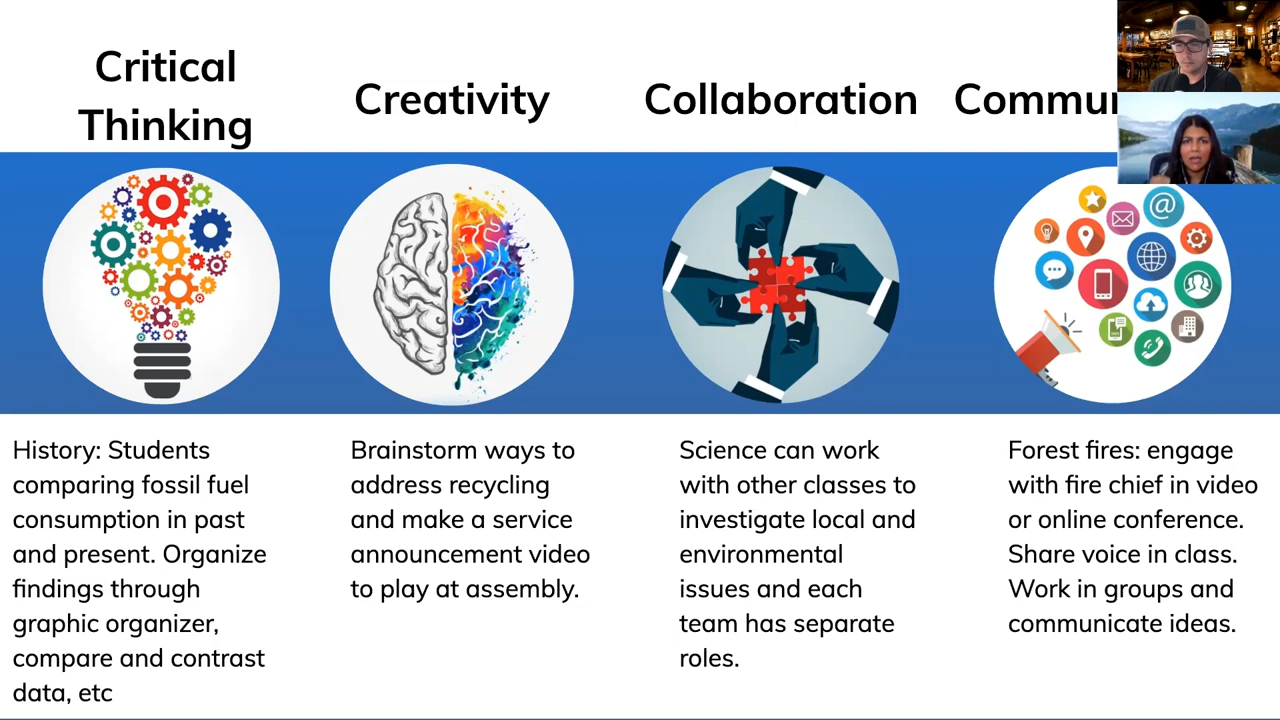 Critical
Thinking
Creativity
Collaboration
History: Students
comparing fossil fuel
consumption in past
and present. Organize
findings through
graphic organizer,
compare and contrast
data, etc
Brainstorm ways to
address recycling
and make a service
announcement video
to play at assembly.
Science can work
with other classes to
investigate local and
environmental
issues and each
team has separate
roles.
Forest fires: engage
with fire chief in video
or online conference.
Share voice in class.
Work in groups and
communicate ideas.